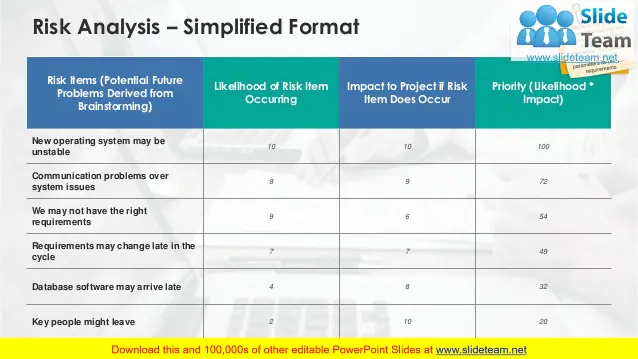 Risk Analysis – Simplified Format
Slide
Team
www.slideteam.net
parameters
requirements
Risk Items (Potential Future
Problems Derived from
Brainstorming)
Likelihood of Risk Item
Occurring
Impact to Project if Risk
Item Does Occur
Priority (Likelihood *
Impact)
New operating system may be
unstable
10
10
100
Communication problems over
system issues
8
9
72
We may not have the right
requirements
9
6
54
Requirements may change late in the
cycle
7
7
49
Database software may arrive late
4
8
32
Key people might leave
2
10
20
Download this and 100,000s of other editable PowerPoint Slides at www.slideteam.net